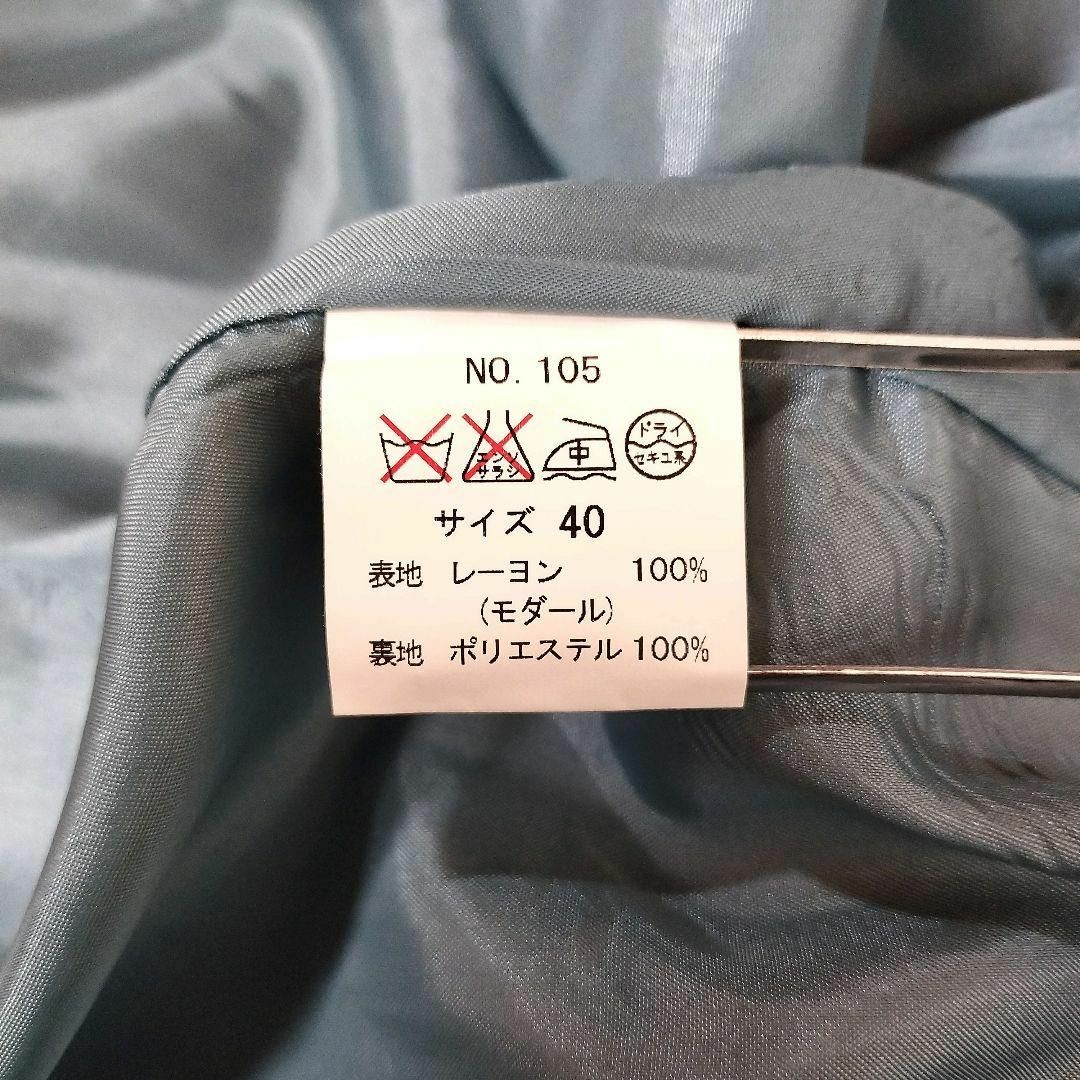 NO. 105
エンソ
サラシ
中
ドライ
セキユ系
サイズ 40
表地 レーヨン 100%
(モダール)
裏地 ポリエステル 100%